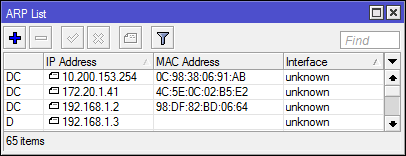 ARP List
Find
IP Address MAC Address Interface
DC 10.200.153.254 0C:98:38:06:91:AB unknown
DC 172.20.1.41 4C:5E:0C:02:B5:E2 unknown
DC 192.168.1.2 98:DF:82:BD:06:64 unknown
D 192.168.1.3 unknown
65 items